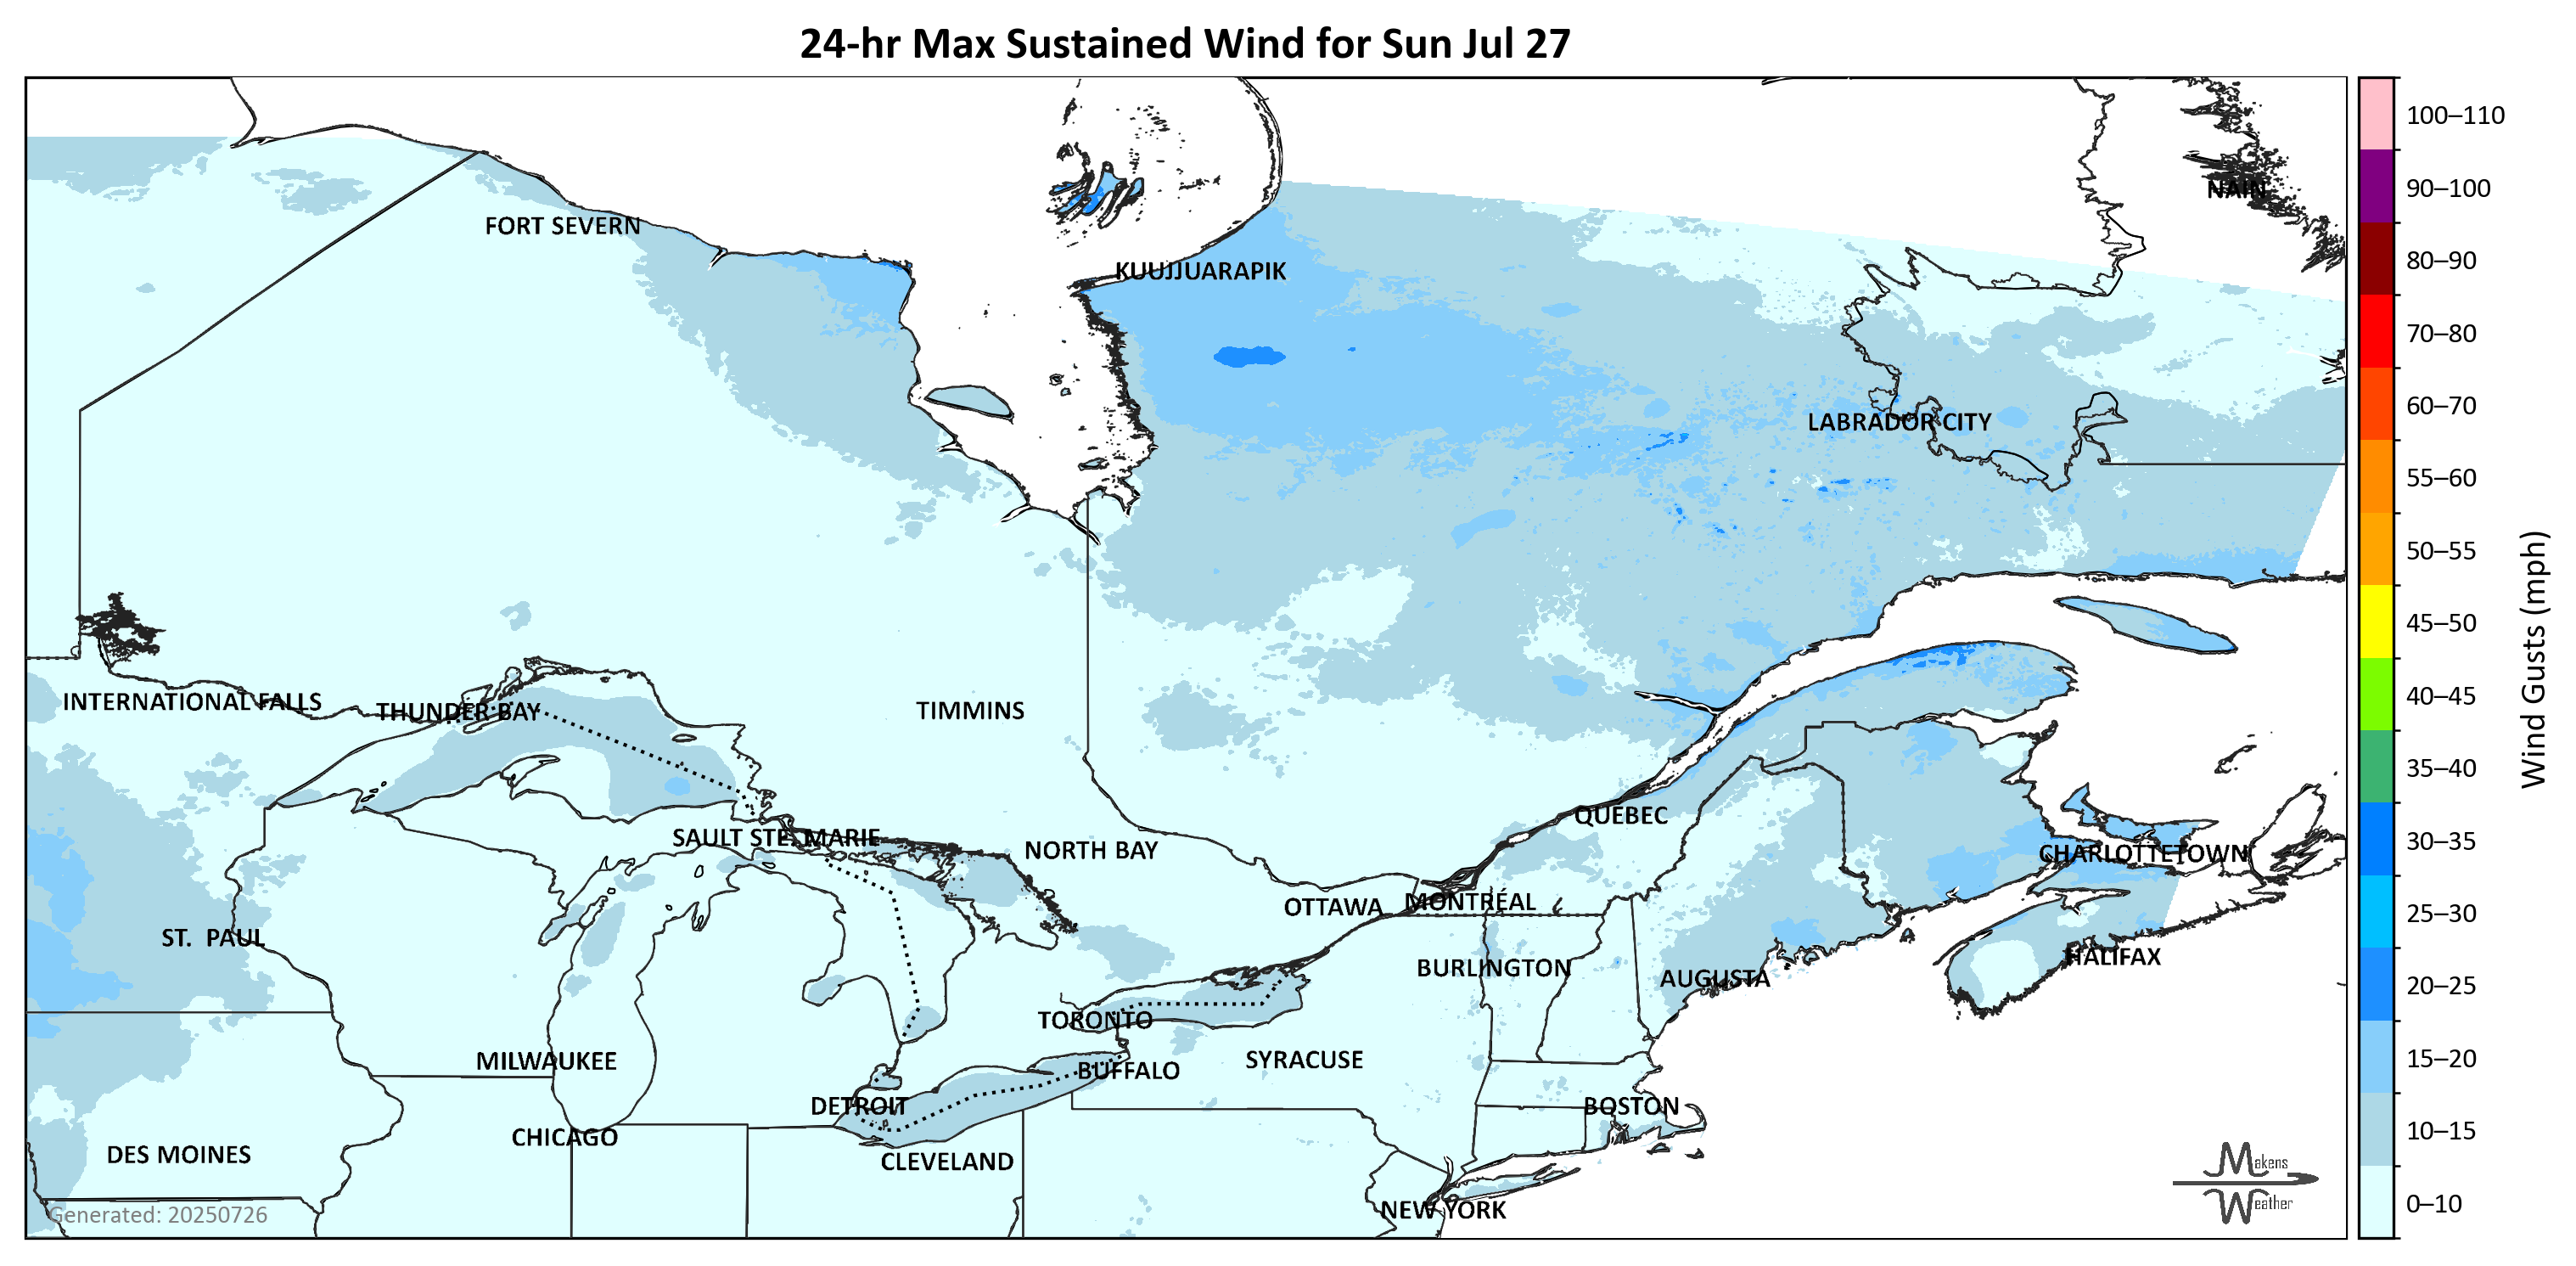 24-hr Max Sustained Wind for Sun Jul 27
100–110
90–100
80–90
70–80
60–70
55–60
50–55
45–50
40–45
35–40
30–35
25–30
20–25
15–20
10–15
0–10
Wind Gusts (mph)
NAIN
FORT SEVERN
KUUJJUARAPIK
LABRADOR CITY
INTERNATIONAL FALLS
THUNDER BAY
TIMMINS
QUEBEC
SAULT STE. MARIE
NORTH BAY
CHARLOTTETOWN
OTTAWA
MONTRÉAL
ST. PAUL
HALIFAX
BURLINGTON
AUGUSTA
TORONTO
MILWAUKEE
BUFFALO
SYRACUSE
DETROIT
BOSTON
CHICAGO
DES MOINES
CLEVELAND
NEW YORK
Generated: 20250726
Makens
Weather